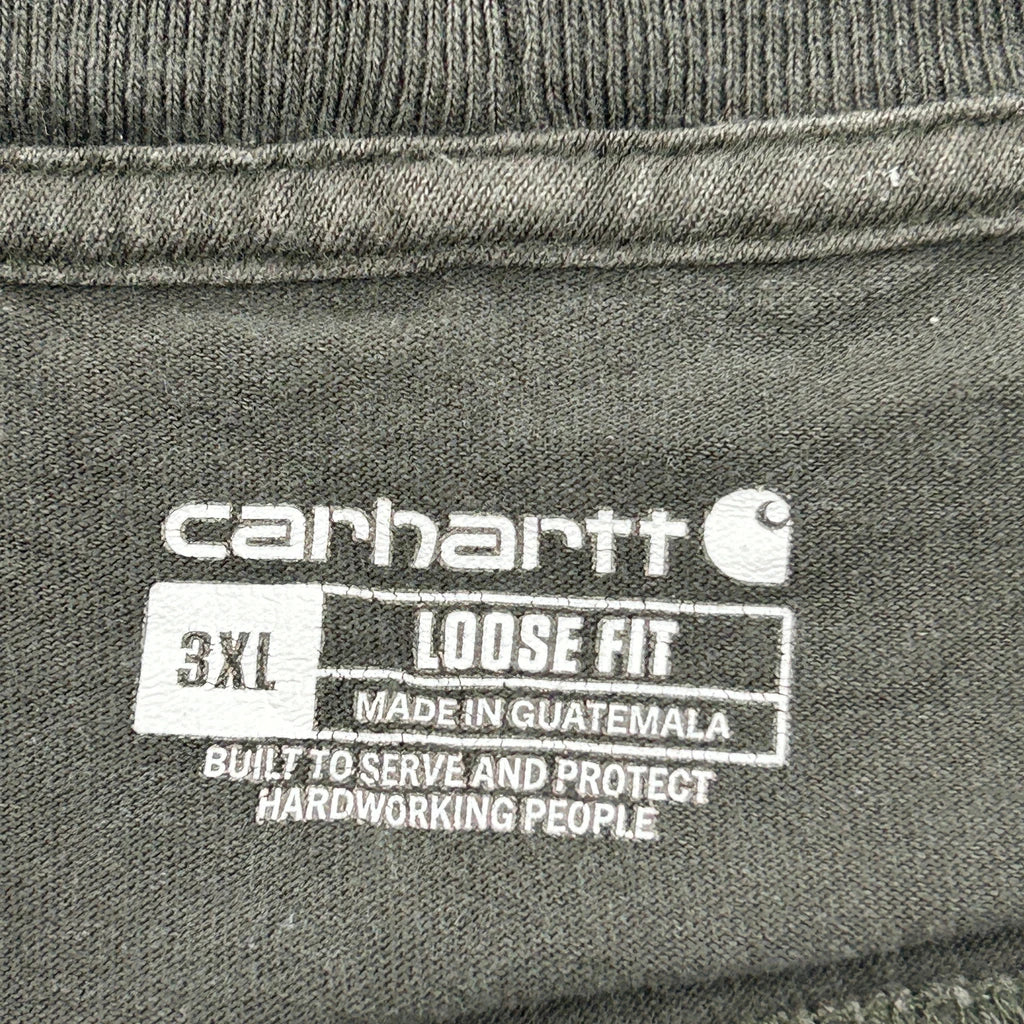 carhartt
3XL
LOOSE FIT
MADE IN GUATEMALA
BUILT TO SERVE AND PROTECT
HARDWORKING PEOPLE